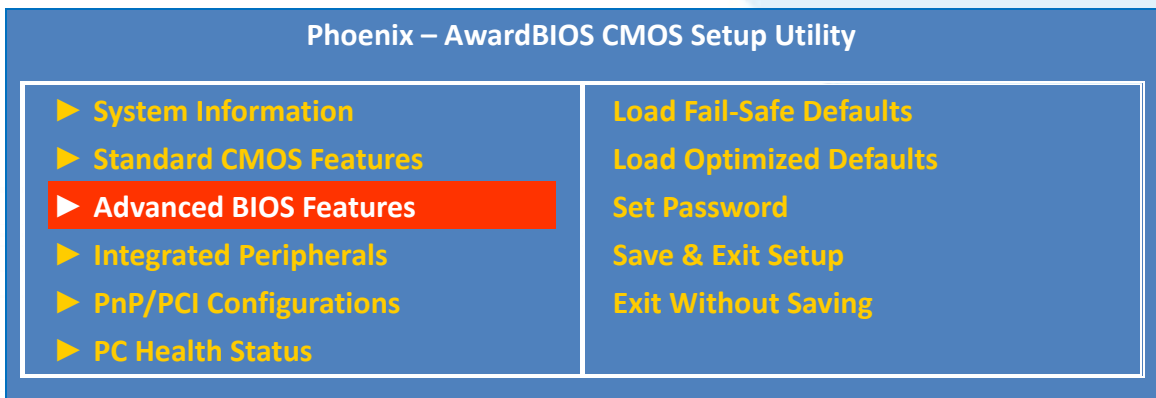 Phoenix – AwardBIOS CMOS Setup Utility
► System Information
► Standard CMOS Features
► Advanced BIOS Features
► Integrated Peripherals
► PnP/PCI Configurations
► PC Health Status
Load Fail-Safe Defaults
Load Optimized Defaults
Set Password
Save & Exit Setup
Exit Without Saving